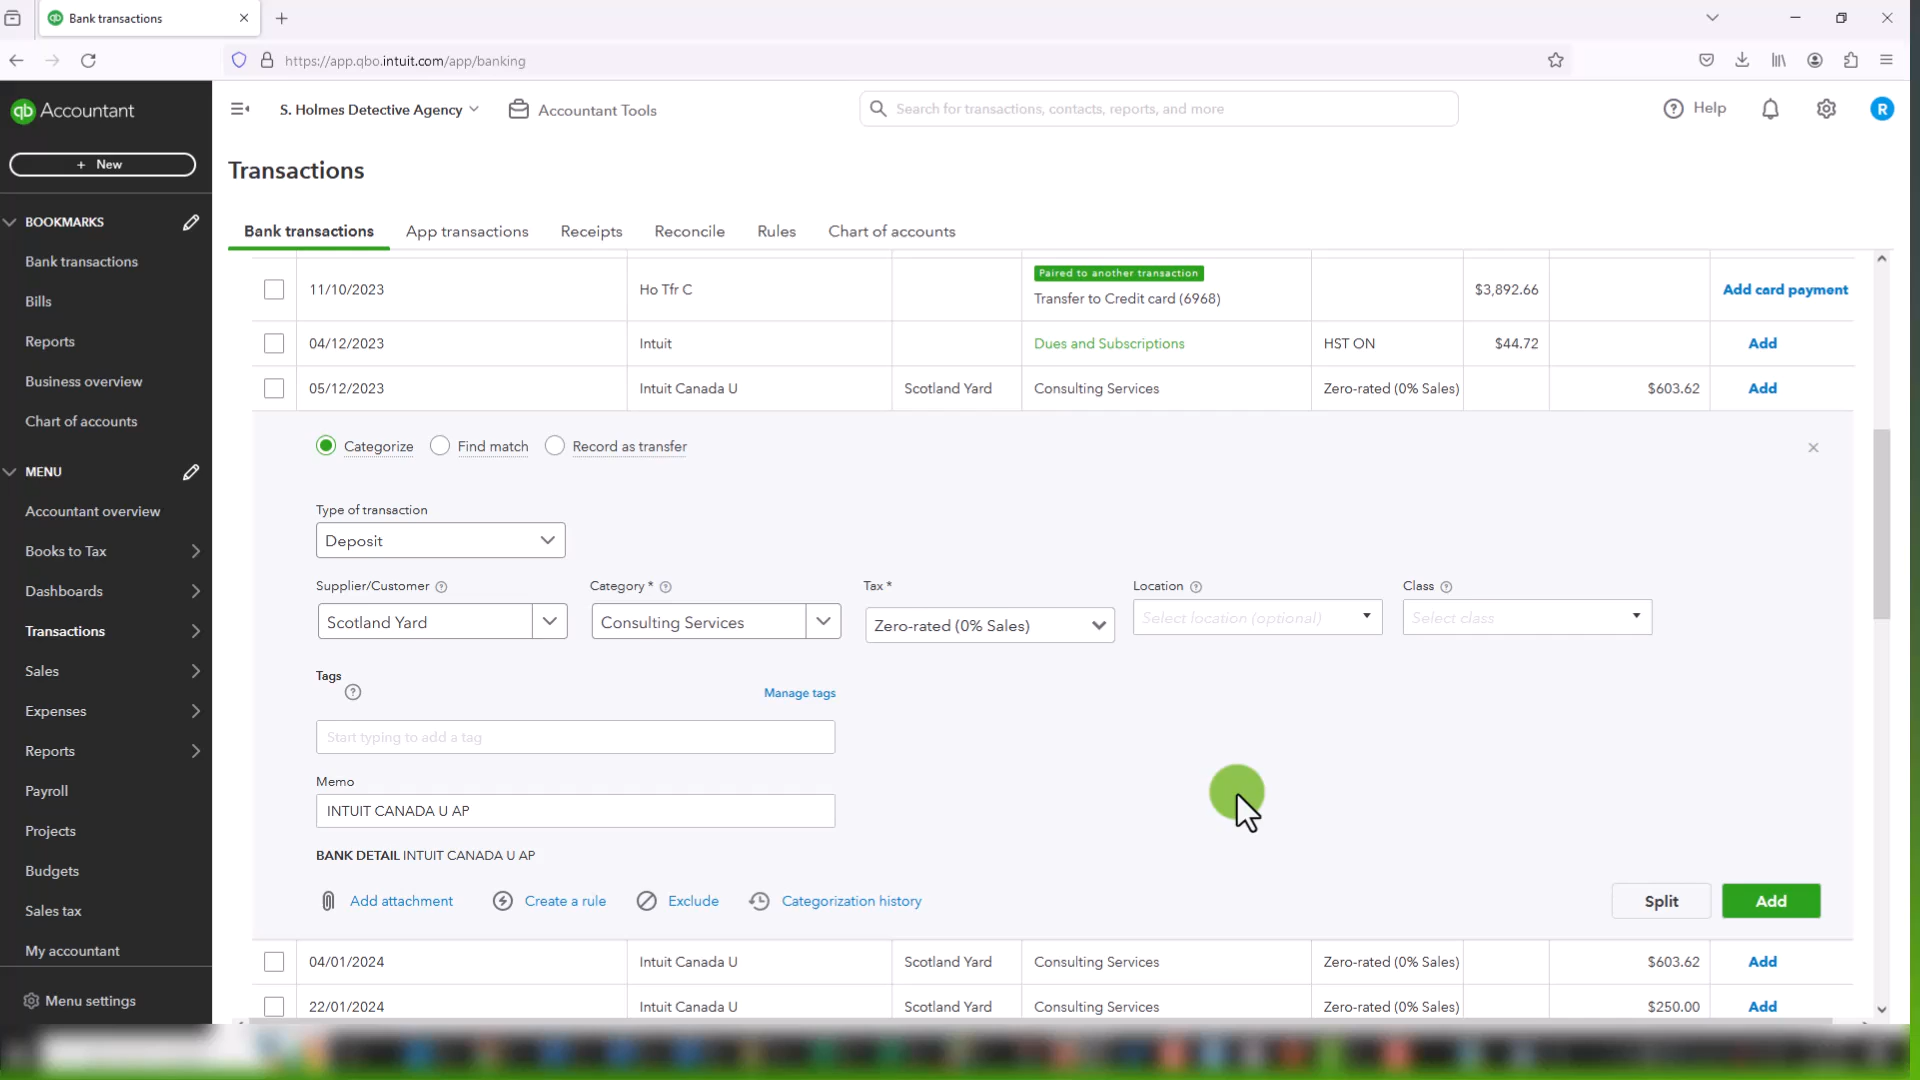 Bank transactions
https://app.qbo.intuit.com/app/banking
qb Accountant
S. Holmes Detective Agency
Accountant Tools
Search for transactions, contacts, reports, and more
Help
R
+ New
Transactions
BOOKMARKS
Bank transactions
Bills
Reports
Business overview
Chart of accounts
MENU
Accountant overview
Books to Tax
Dashboards
Transactions
Sales
Expenses
Reports
Payroll
Projects
Budgets
Sales tax
My accountant
Menu settings
Bank transactions App transactions Receipts Reconcile Rules Chart of accounts
Paired to another transaction
11/10/2023 Ho Tfr C Transfer to Credit card (6968) $3,892.66 Add card payment
04/12/2023 Intuit Dues and Subscriptions HST ON $44.72 Add
05/12/2023 Intuit Canada U Scotland Yard Consulting Services Zero-rated (0% Sales) $603.62 Add
Categorize Find match Record as transfer
Type of transaction
Deposit
Supplier/Customer Category * Tax * Location Class
Scotland Yard Consulting Services Zero-rated (0% Sales) Select location (optional) Select class
Tags
Manage tags
Start typing to add a tag
Memo
INTUIT CANADA U AP
BANK DETAIL INTUIT CANADA U AP
Add attachment Create a rule Exclude Categorization history Split Add
04/01/2024 Intuit Canada U Scotland Yard Consulting Services Zero-rated (0% Sales) $603.62 Add
22/01/2024 Intuit Canada U Scotland Yard Consulting Services Zero-rated (0% Sales) $250.00 Add